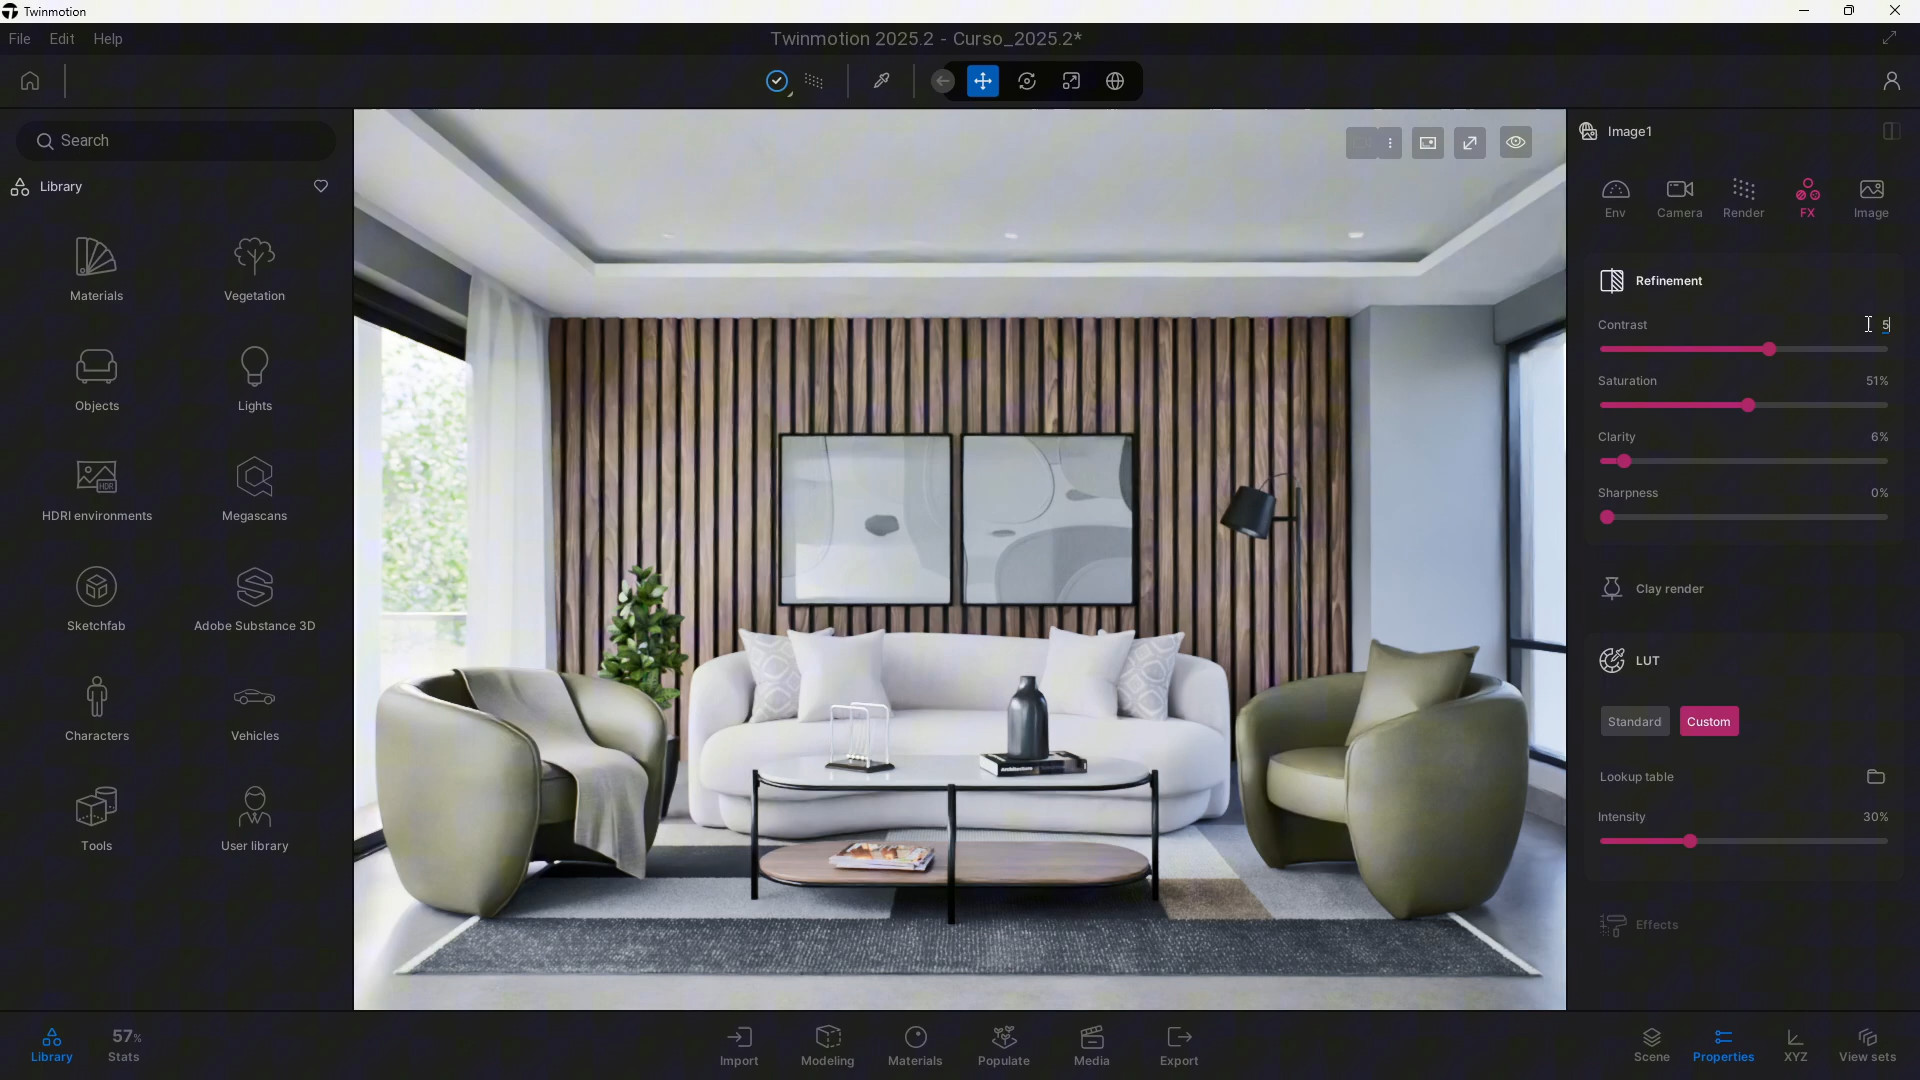 Twinmotion
File Edit Help
Twinmotion 2025.2 - Curso_2025.2*
Search
Library
Materials
Vegetation
Objects
Lights
HDR
HDRI environments
Megascans
Sketchfab
Adobe Substance 3D
Characters
Vehicles
Tools
User library
architecture
Image1
Env
Camera
Render
FX
Image
Refinement
Contrast 5
Saturation 51%
Clarity 6%
Sharpness 0%
Clay render
LUT
Standard Custom
Lookup table
Intensity 30%
Effects
Library
57%
Stats
Import
Modeling
Materials
Populate
Media
Export
Scene
Properties
XYZ
View sets